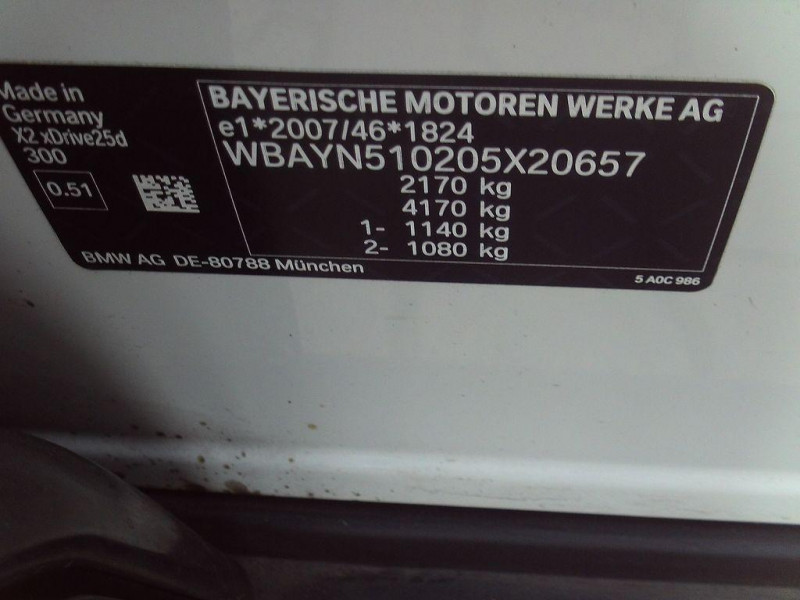 Made in
Germany
X2 xDrive25d
300
0.51
BAYERISCHE MOTOREN WERKE AG
e1*2007/46*1824
WBAYN510205X20657
2170 kg
4170 kg
1- 1140 kg
2- 1080 kg
BMW AG DE-80788 München
5 A0C 986